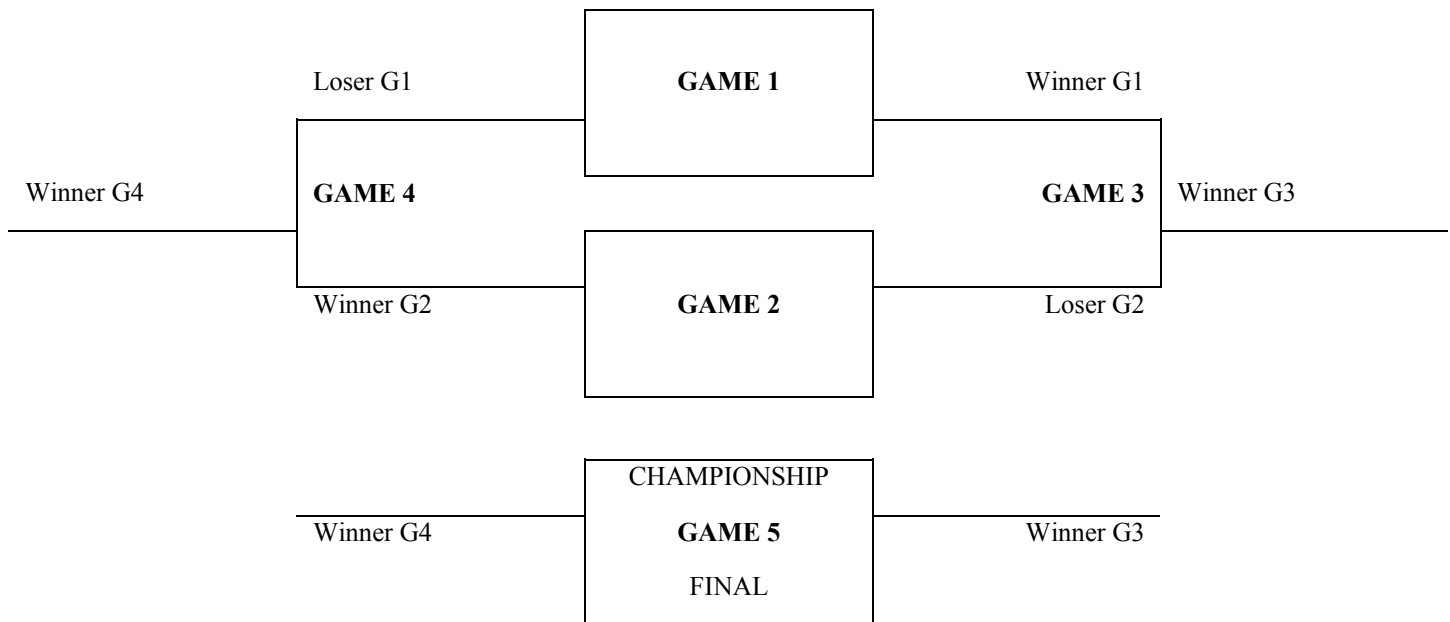 Loser G1
GAME 1
Winner G1
Winner G4
GAME 4
GAME 3
Winner G3
Winner G2
GAME 2
Loser G2
CHAMPIONSHIP
Winner G4
GAME 5
Winner G3
FINAL